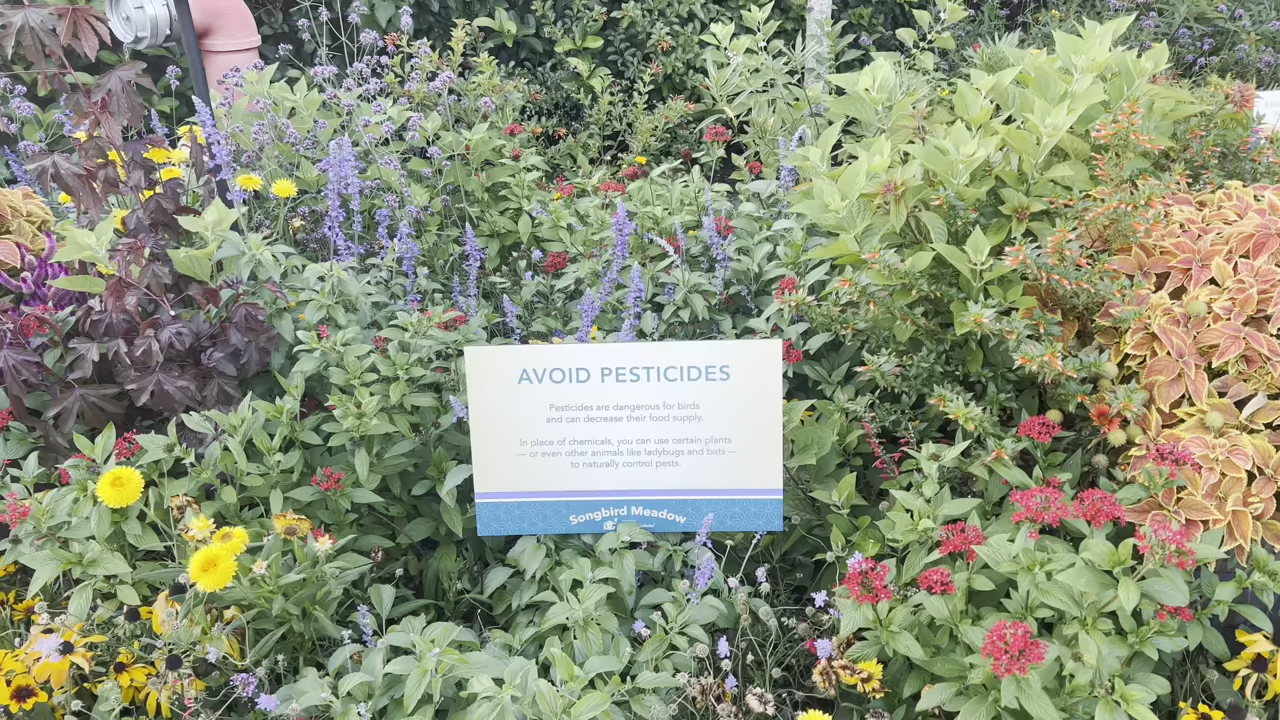 AVOID PESTICIDES
Pesticides are dangerous for birds
and can decrease their food supply.
In place of chemicals, you can use certain plants
— or even other animals like ladybugs and bats —
to naturally control pests.
Songbird Meadow